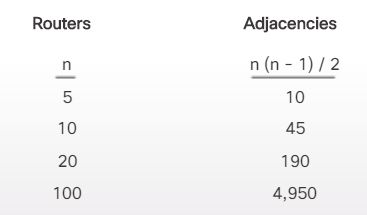 Routers Adjacencies
n n (n - 1) / 2
5 10
10 45
20 190
100 4,950